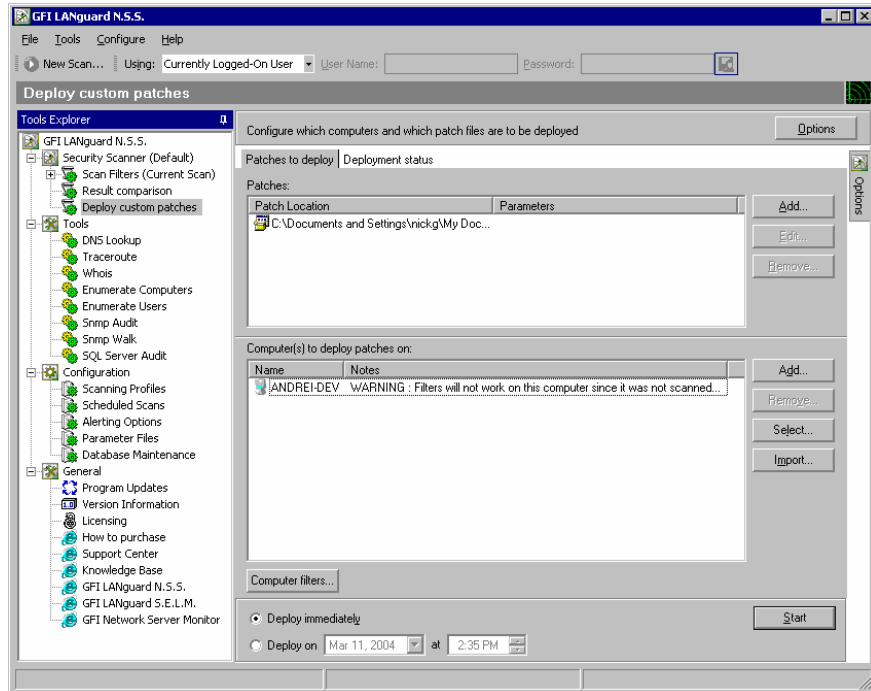 GFI LANguard N.S.S.
File Tools Configure Help
New Scan... Using: Currently Logged-On User User Name: Password:
Deploy custom patches
Tools Explorer
GFI LANguard N.S.S.
Security Scanner (Default)
Scan Filters (Current Scan)
Result comparison
Deploy custom patches
Tools
DNS Lookup
Traceroute
Whois
Enumerate Computers
Enumerate Users
Snmp Audit
Snmp Walk
SQL Server Audit
Configuration
Scanning Profiles
Scheduled Scans
Alerting Options
Parameter Files
Database Maintenance
General
Program Updates
1.0 Version Information
Licensing
How to purchase
Support Center
Knowledge Base
GFI LANguard N.S.S.
GFI LANguard S.E.L.M.
GFI Network Server Monitor
Configure which computers and which patch files are to be deployed
Options
Patches to deploy Deployment status
Patches:
Patch Location Parameters
C:\Documents and Settings\nickg\My Doc...
Add...
Edit...
Remove...
Computer(s) to deploy patches on:
Name Notes
ANDREI-DEV WARNING : Filters will not work on this computer since it was not scanned...
Add...
Remove...
Select...
Import...
Computer filters...
Deploy immediately
Deploy on Mar 11, 2004 at 2:35 PM
Start
Options